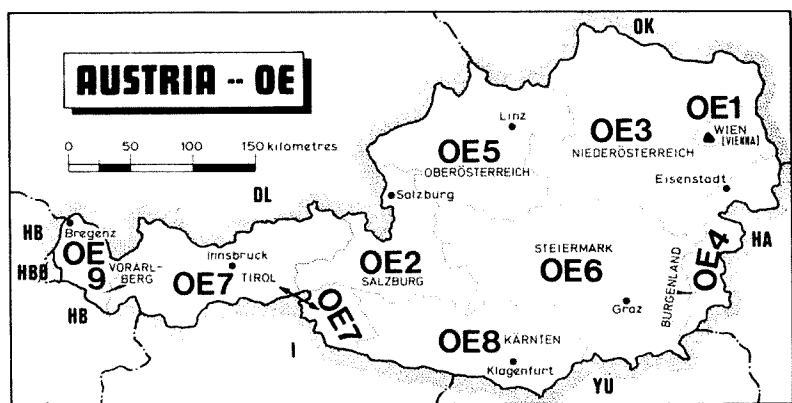 AUSTRIA -- OE
0 50 100 150 kilometres
OK
DL
HB
HBB
HB
I
YU
HA
OE1
WIEN
(VIENNA)
OE3
NIEDERÖSTERREICH
Linz
OE5
OBERÖSTERREICH
Salzburg
Eisenstadt
Bregenz
OE
9
VORARL-
BERG
Innsbruck
OE7 TIROL
OE7
OE2
SALZBURG
STEIERMARK
OE6
Graz
BURGENLAND
OE4
OE8 KÄRNTEN
Klagenfurt